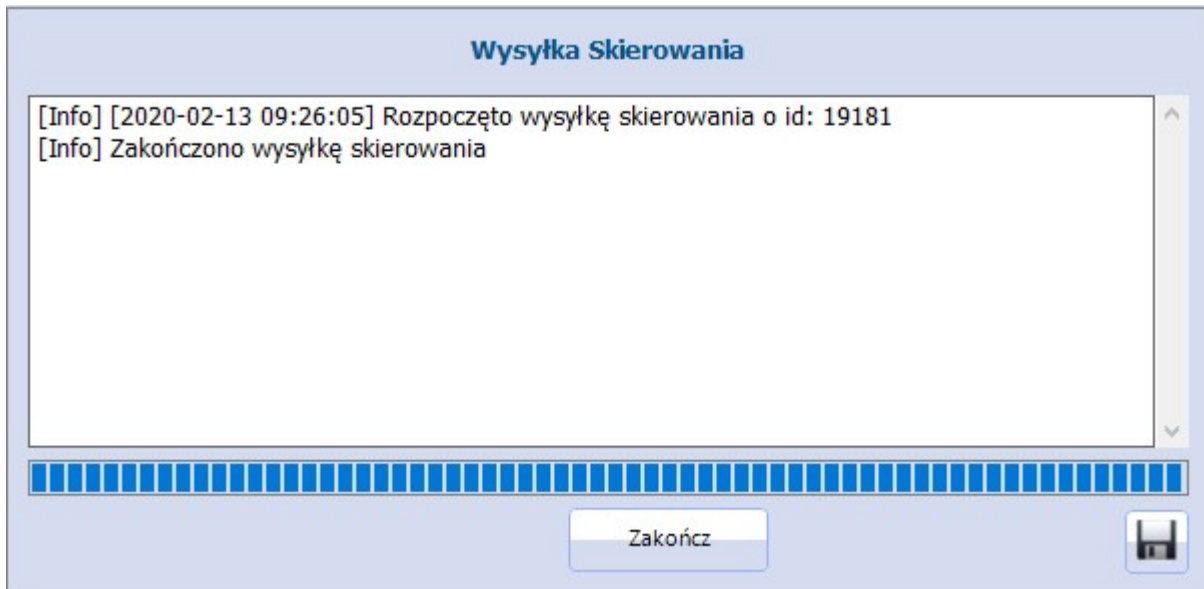 Wysyłka Skierowania
[Info] [2020-02-13 09:26:05] Rozpoczęto wysyłkę skierowania o id: 19181
[Info] Zakończono wysyłkę skierowania
Zakończ